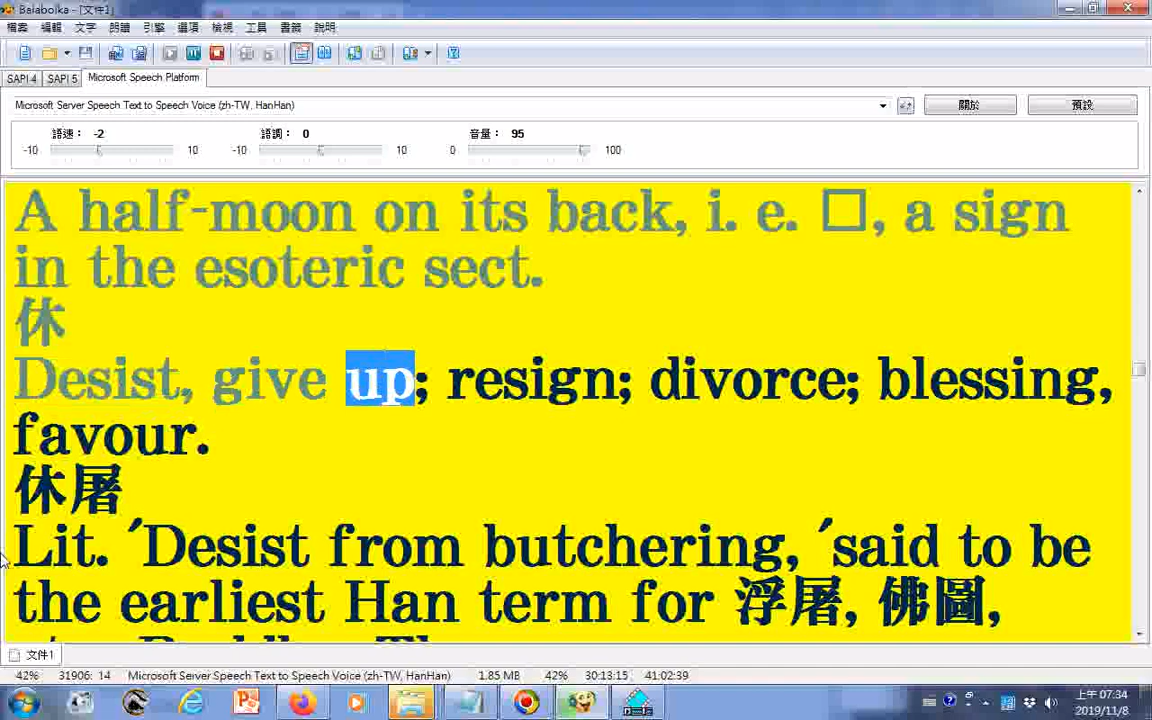 Balabolka - [文件1]
檔案 編輯 文字 朗讀 引擎 選項 檢視 工具 書籤 說明
SAPI 4 SAPI 5 Microsoft Speech Platform
Microsoft Server Speech Text to Speech Voice (zh-TW, HanHan) 關於 預設
語速： -2 語調： 0 音量： 95
-10 10 -10 10 0 100
A half-moon on its back, i. e. □, a sign
in the esoteric sect.
休
Desist, give up; resign; divorce; blessing,
favour.
休屠
Lit. ′Desist from butchering, ′said to be
the earliest Han term for 浮屠, 佛圖,
文件1
42% 31906: 14 Microsoft Server Speech Text to Speech Voice (zh-TW, HanHan) 1.85 MB 42% 30:13:15 41:02:39
上午 07:34
2019/11/8